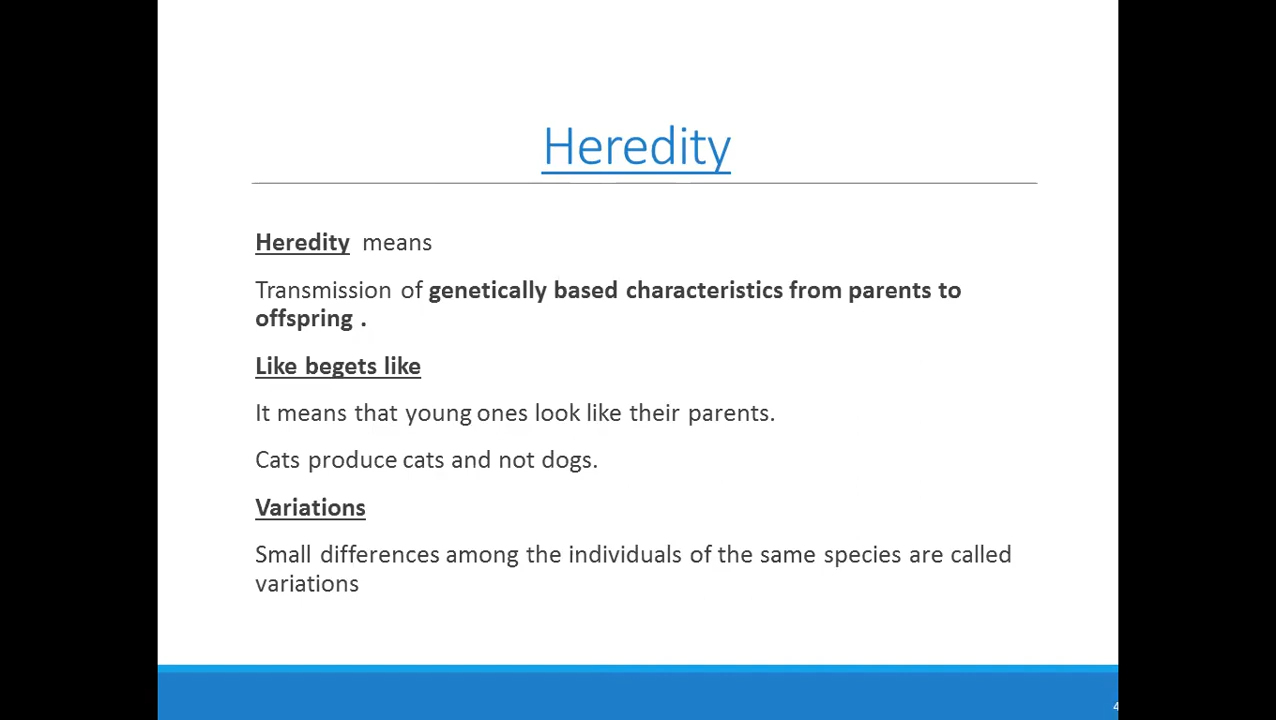 Heredity
Heredity means
Transmission of genetically based characteristics from parents to
offspring .
Like begets like
It means that young ones look like their parents.
Cats produce cats and not dogs.
Variations
Small differences among the individuals of the same species are called
variations
4